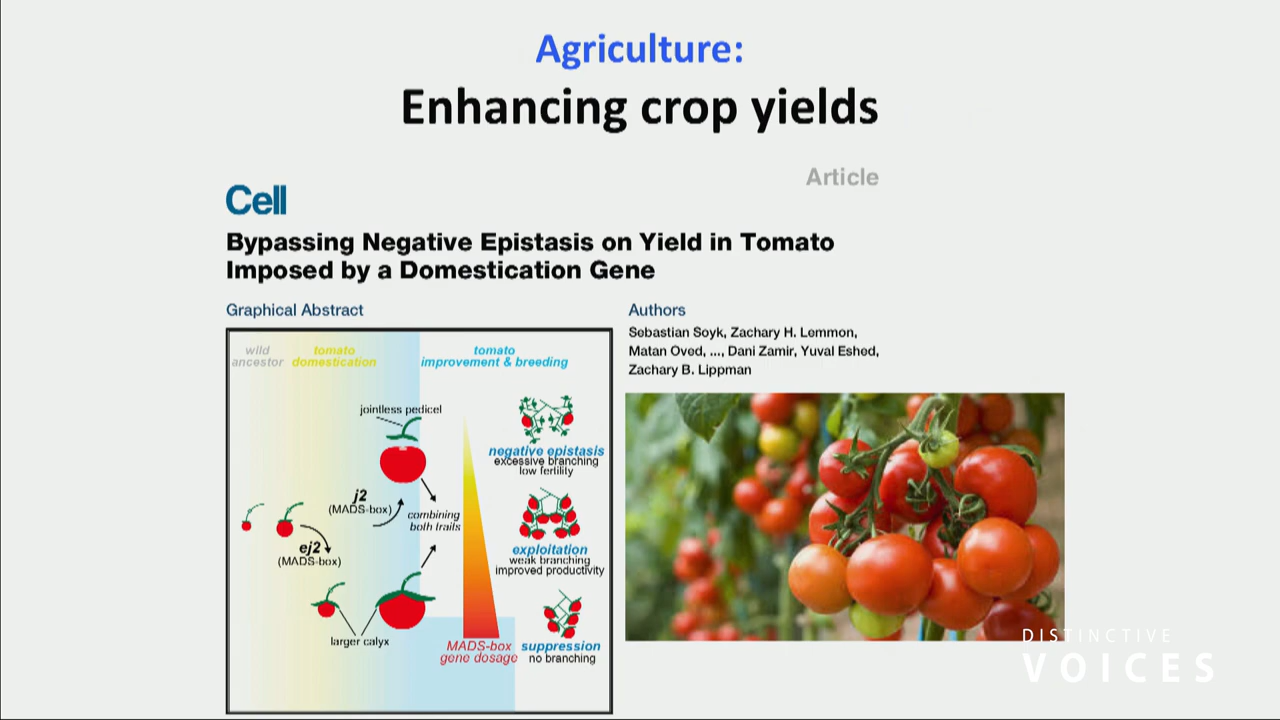 Agriculture:
Enhancing crop yields
Article
Cell
Bypassing Negative Epistasis on Yield in Tomato
Imposed by a Domestication Gene
Graphical Abstract
Authors
Sebastian Soyk, Zachary H. Lemmon,
Matan Oved, ..., Dani Zamir, Yuval Eshed,
Zachary B. Lippman
wild
ancestor
tomato
domestication
tomato
improvement & breeding
jointless pedicel
negative epistasis
excessive branching
low fertility
j2
(MADS-box)
combining
both traits
ej2
(MADS-box)
exploitation
weak branching
improved productivity
larger calyx
MADS-box
gene dosage
suppression
no branching
DISTINCTIVE
VOICES